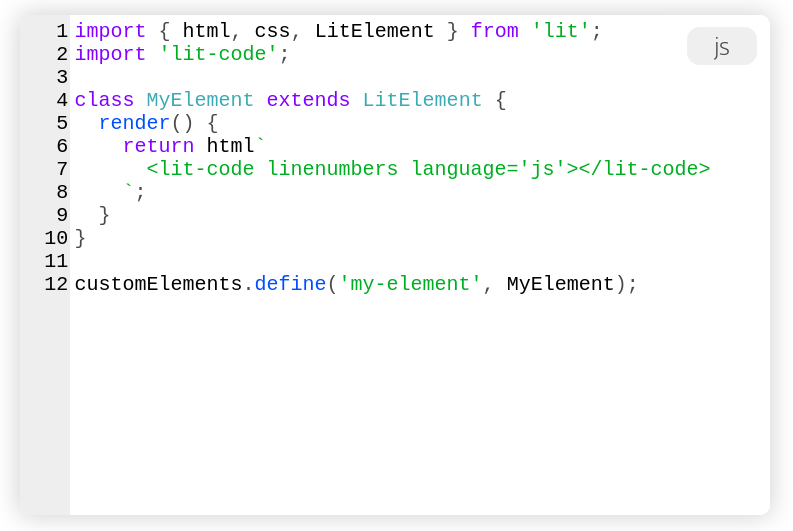 1 import { html, css, LitElement } from 'lit';
js
2 import 'lit-code';
3
4 class MyElement extends LitElement {
5   render() {
6     return html`
7       <lit-code linenumbers language='js'></lit-code>
8     `;
9   }
10 }
11
12 customElements.define('my-element', MyElement);